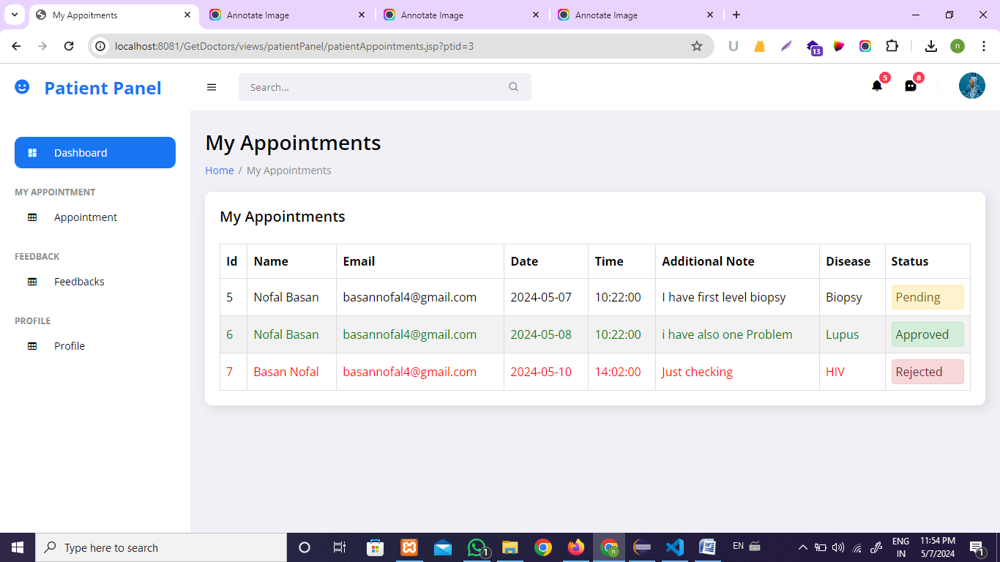 My Appoitments
Annotate Image
Annotate Image
Annotate Image
localhost:8081/GetDoctors/views/patientPanel/patientAppointments.jsp?ptid=3
U
13
n
Patient Panel
Search...
5
8
Dashboard
MY APPOINTMENT
Appointment
FEEDBACK
Feedbacks
PROFILE
Profile
My Appointments
Home / My Appointments
My Appointments
Id Name Email Date Time Additional Note Disease Status
5 Nofal Basan basannofal4@gmail.com 2024-05-07 10:22:00 I have first level biopsy Biopsy Pending
6 Nofal Basan basannofal4@gmail.com 2024-05-08 10:22:00 i have also one Problem Lupus Approved
7 Basan Nofal basannofal4@gmail.com 2024-05-10 14:02:00 Just checking HIV Rejected
Type here to search
1
n
EN
ENG
IN
11:54 PM
5/7/2024
1